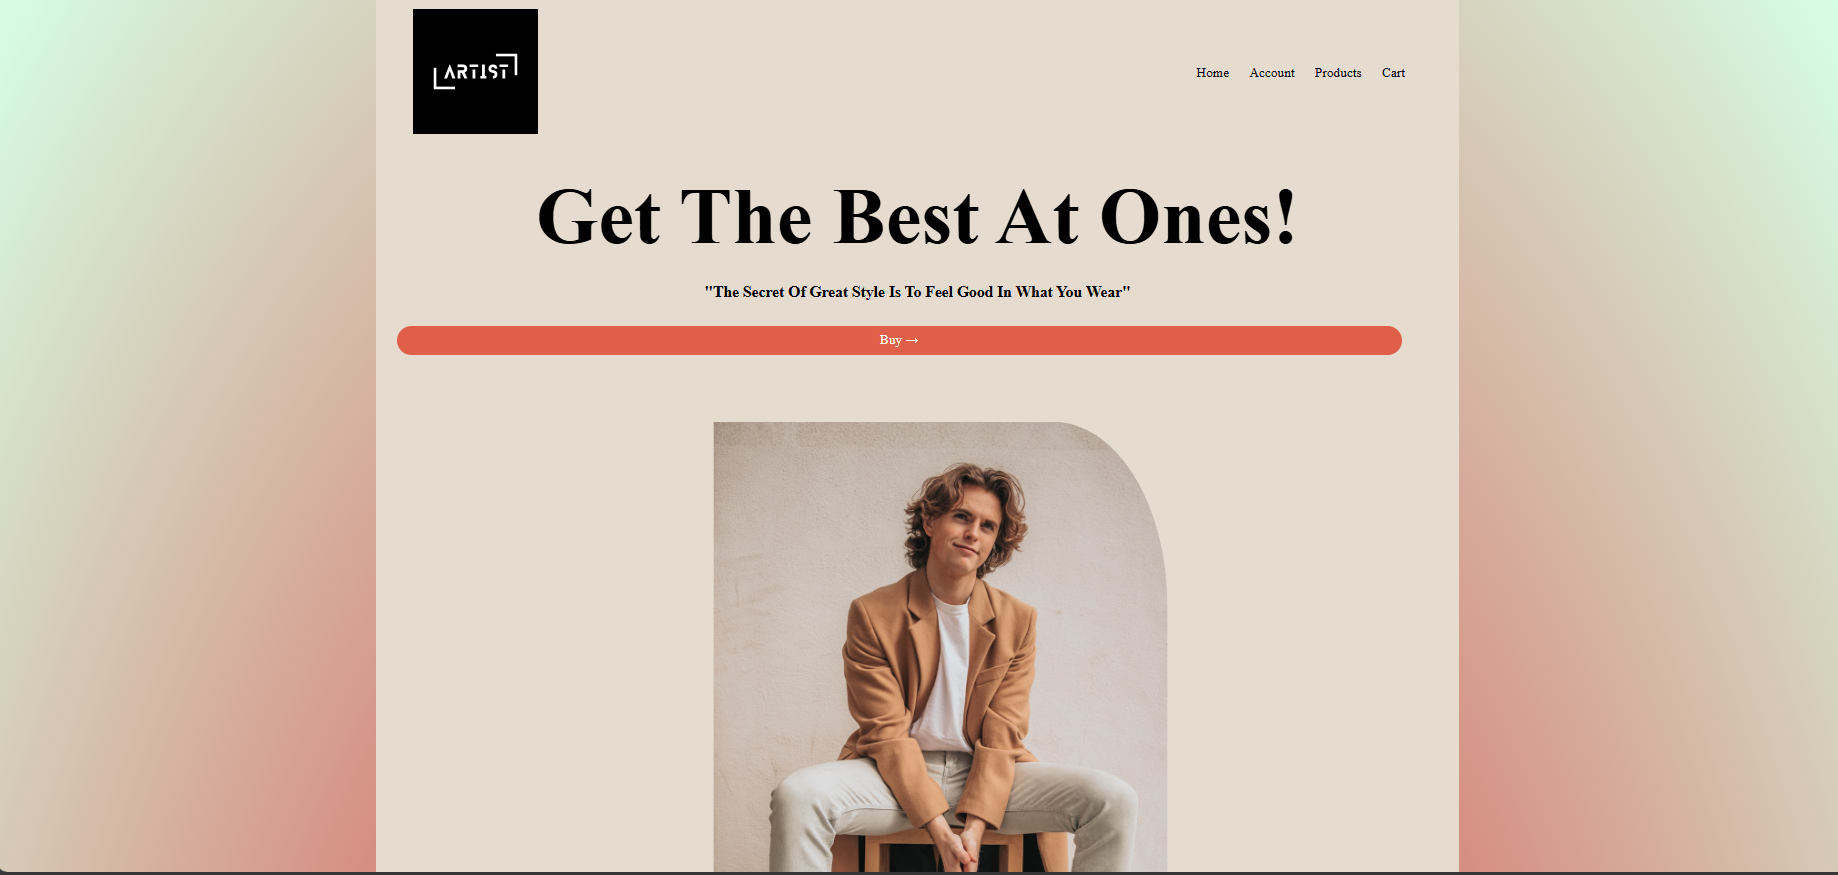 ARTIST
Home Account Products Cart
Get The Best At Ones!
"The Secret Of Great Style Is To Feel Good In What You Wear"
Buy →